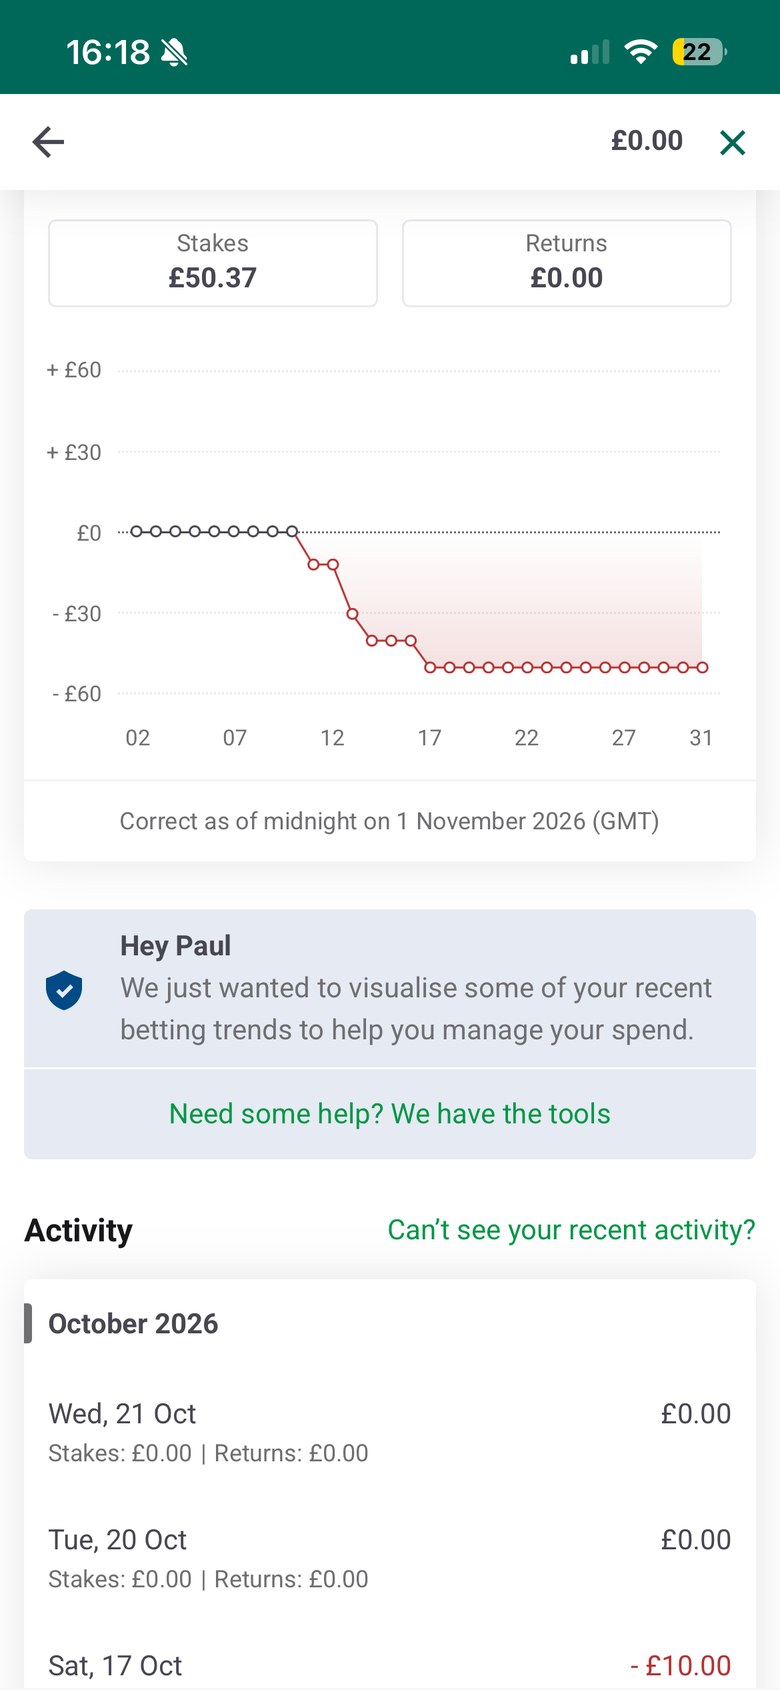 16:18
22
£0.00
Stakes
£50.37
Returns
£0.00
+ £60
+ £30
£0
- £30
- £60
02 07 12 17 22 27 31
Correct as of midnight on 1 November 2026 (GMT)
Hey Paul
We just wanted to visualise some of your recent
betting trends to help you manage your spend.
Need some help? We have the tools
Activity
Can’t see your recent activity?
October 2026
Wed, 21 Oct £0.00
Stakes: £0.00 | Returns: £0.00
Tue, 20 Oct £0.00
Stakes: £0.00 | Returns: £0.00
Sat, 17 Oct - £10.00